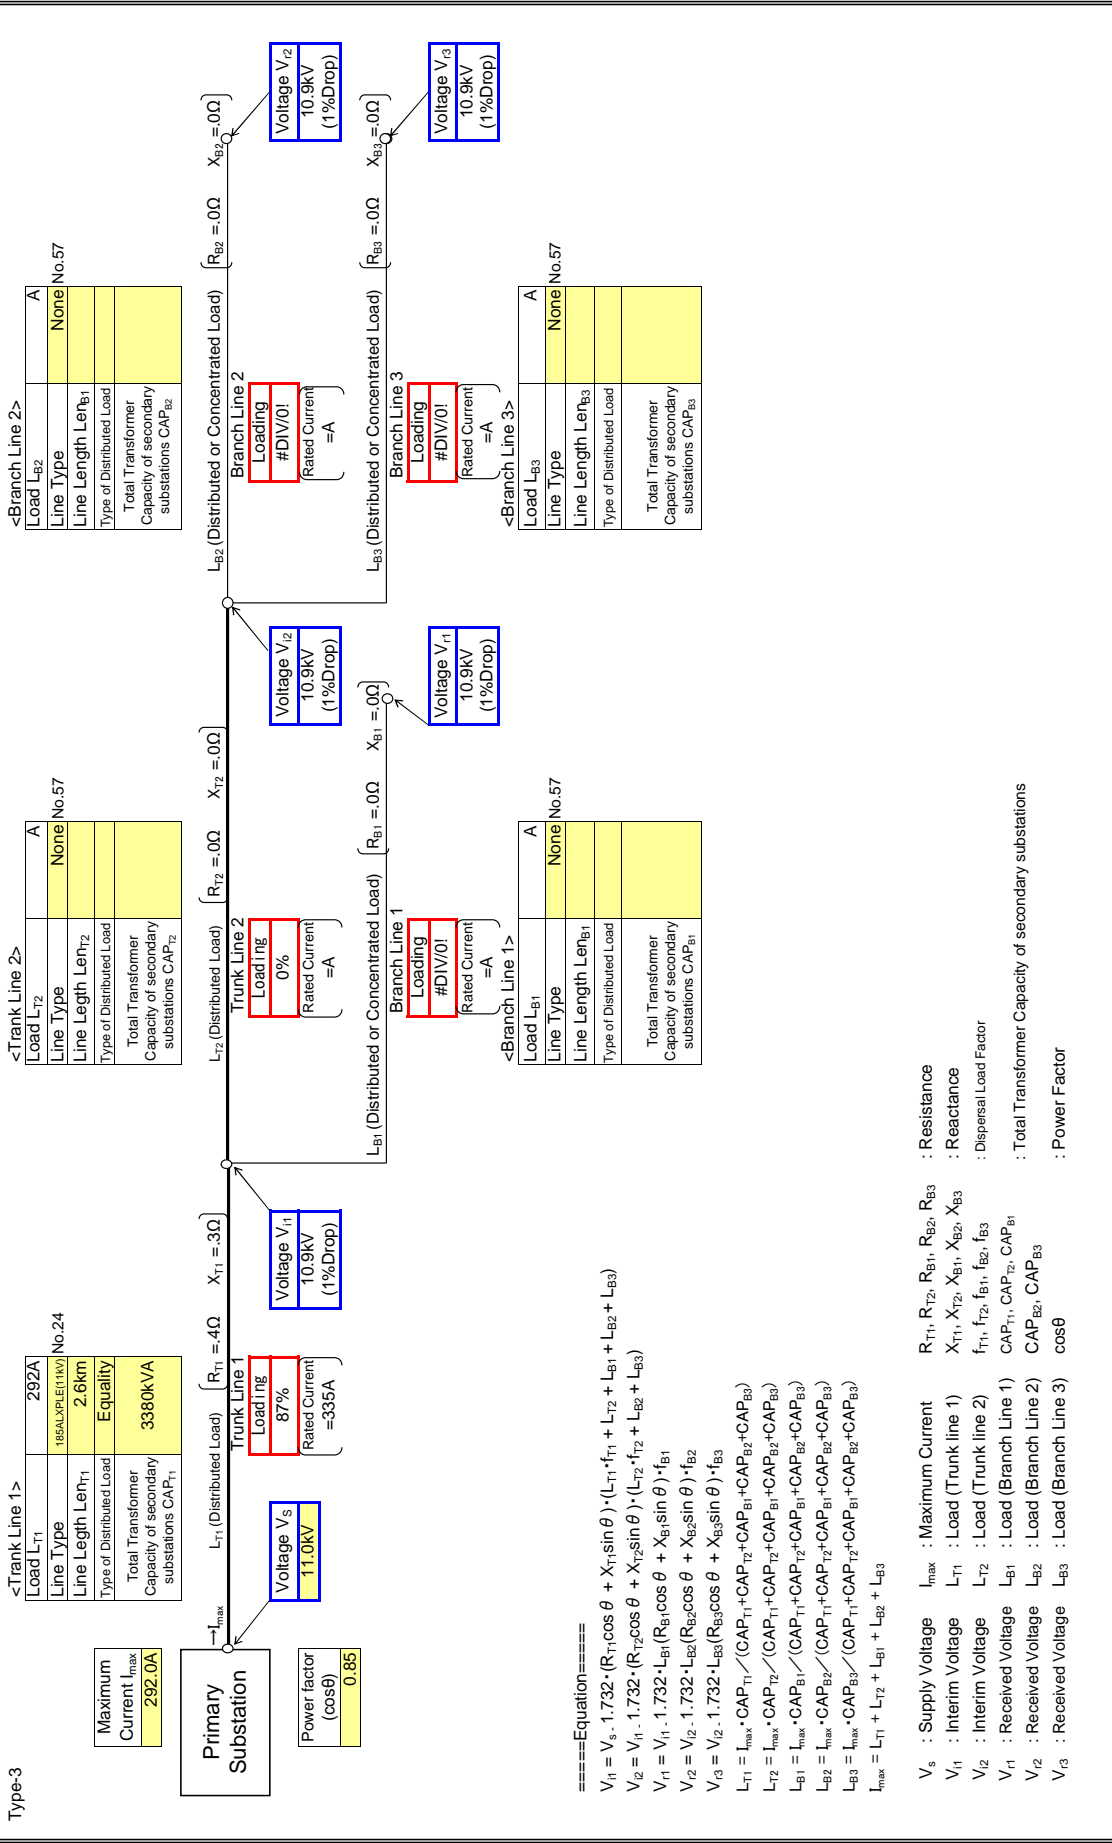 Type-3
Maximum
Current Imax
292.0A
Primary
Substation
Power factor
(cosθ)
0.85
→Imax
Voltage VS
11.0kV
<Trank Line 1>
Load LT1 292A
Line Type 185ALXPLE(11kV) No.24
Line Legth LenT1 2.6km
Type of Distributed Load Equality
Total Transformer
Capacity of secondary
substations CAPT1
3380kVA
LT1 (Distributed Load) RT1 =.4Ω XT1 =.3Ω
Trunk Line 1
Loading
87%
Rated Current
=335A
Voltage Vi1
10.9kV
(1%Drop)
<Trank Line 2>
Load LT2 A
Line Type None No.57
Line Length LenT2
Type of Distributed Load
Total Transformer
Capacity of secondary
substations CAPT2
LT2 (Distributed Load) RT2 =.0Ω XT2 =.0Ω
Trunk Line 2
Loading
0%
Rated Current
=A
Voltage Vi2
10.9kV
(1%Drop)
LB1 (Distributed or Concentrated Load) RB1 =.0Ω XB1 =.0Ω
Branch Line 1
Loading
#DIV/0!
Rated Current
=A
Voltage Vr1
10.9kV
(1%Drop)
<Branch Line 1>
Load LB1 A
Line Type None No.57
Line Length LenB1
Type of Distributed Load
Total Transformer
Capacity of secondary
substations CAPB1
<Branch Line 2>
Load LB2 A
Line Type None No.57
Line Length LenB1
Type of Distributed Load
Total Transformer
Capacity of secondary
substations CAPB2
LB2 (Distributed or Concentrated Load) RB2 =.0Ω XB2 =.0Ω
Branch Line 2
Loading
#DIV/0!
Rated Current
=A
Voltage Vr2
10.9kV
(1%Drop)
LB3 (Distributed or Concentrated Load) RB3 =.0Ω XB3 =.0Ω
Branch Line 3
Loading
#DIV/0!
Rated Current
=A
Voltage Vr3
10.9kV
(1%Drop)
<Branch Line 3>
Load LB3 A
Line Type None No.57
Line Length LenB3
Type of Distributed Load
Total Transformer
Capacity of secondary
substations CAPB3
=====Equation=====
Vi1 = Vs - 1.732・(RT1cos θ + XT1sin θ)・(LT1・fT1 + LT2 + LB1 + LB2 + LB3)
Vi2 = Vi1 - 1.732・(RT2cos θ + XT2sin θ)・(LT2・fT2 + LB2 + LB3)
Vr1 = Vi1 - 1.732・LB1(RB1cos θ + XB1sin θ)・fB1
Vr2 = Vi2 - 1.732・LB2(RB2cos θ + XB2sin θ)・fB2
Vr3 = Vi2 - 1.732・LB3(RB3cos θ + XB3sin θ)・fB3
LT1 = Imax・CAPT1/(CAPT1+CAPT2+CAPB1+CAPB2+CAPB3)
LT2 = Imax・CAPT2/(CAPT1+CAPT2+CAPB1+CAPB2+CAPB3)
LB1 = Imax・CAPB1/(CAPT1+CAPT2+CAPB1+CAPB2+CAPB3)
LB2 = Imax・CAPB2/(CAPT1+CAPT2+CAPB1+CAPB2+CAPB3)
LB3 = Imax・CAPB3/(CAPT1+CAPT2+CAPB1+CAPB2+CAPB3)
Imax = LT1 + LT2 + LB1 + LB2 + LB3
Vs : Supply Voltage Imax : Maximum Current RT1, RT2, RB1, RB2, RB3 : Resistance
Vi1 : Interim Voltage LT1 : Load (Trunk line 1) XT1, XT2, XB1, XB2, XB3 : Reactance
Vi2 : Interim Voltage LT2 : Load (Trunk line 2) fT1, fT2, fB1, fB2, fB3 : Dispersal Load Factor
Vr1 : Received Voltage LB1 : Load (Branch Line 1) CAPT1, CAPT2, CAPB1 : Total Transformer Capacity of secondary substations
Vr2 : Received Voltage LB2 : Load (Branch Line 2) CAPB2, CAPB3
Vr3 : Received Voltage LB3 : Load (Branch Line 3) cosθ : Power Factor